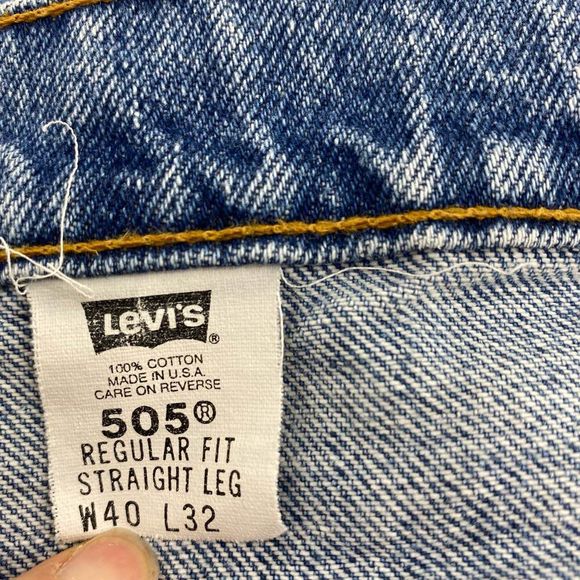 LEVI'S®
100% COTTON
MADE IN U.S.A.
CARE ON REVERSE
505®
REGULAR FIT
STRAIGHT LEG
W40 L32